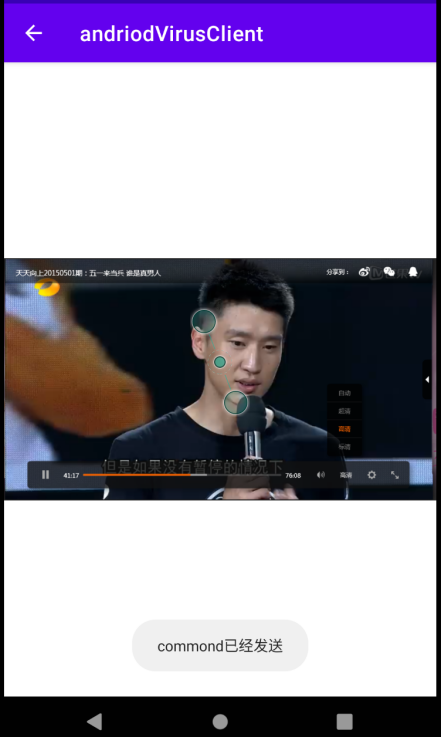 andriodVirusClient
天天向上20150501期：五一来当兵 谁是真男人
分享到：
自动
超清
高清
标清
但是如果没有暂停的情况下
41:17
76:08
高清
commond已经发送